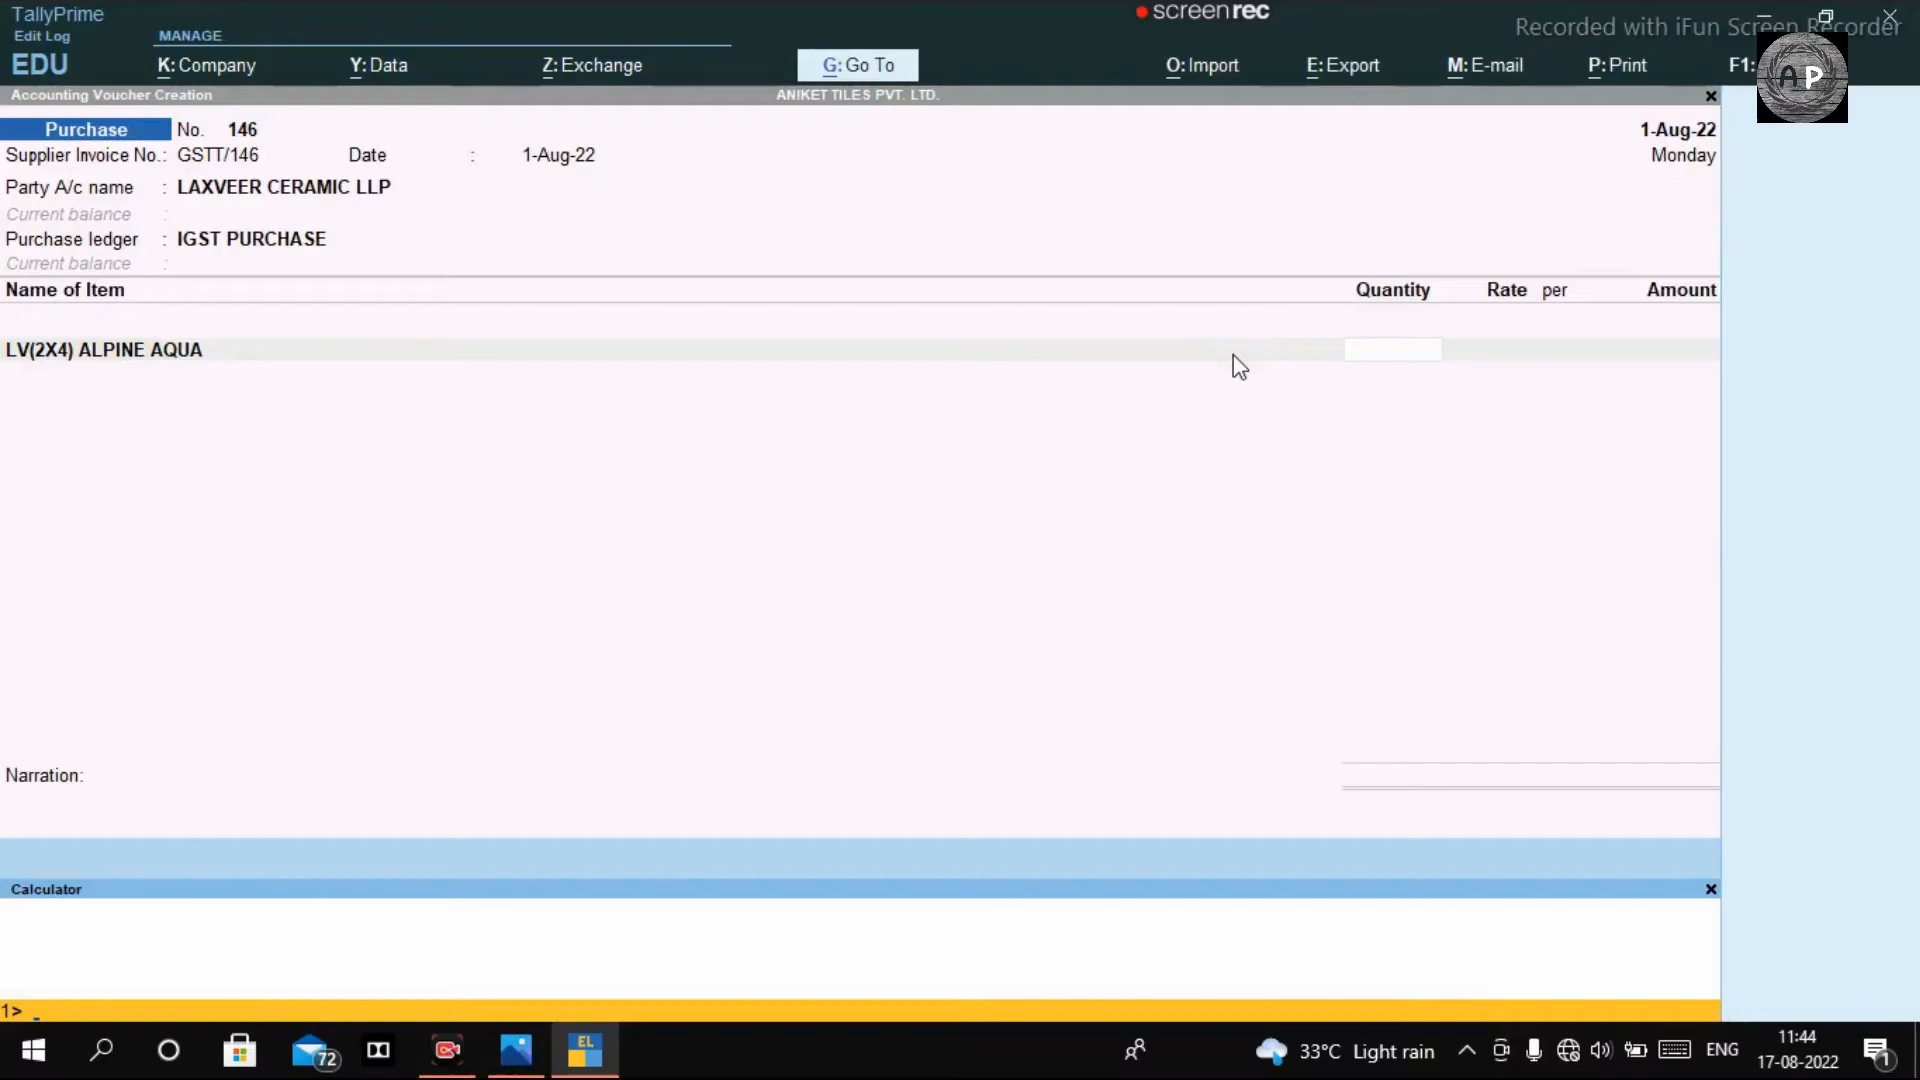 TallyPrime
Edit Log
EDU
MANAGE
K: Company
Y: Data
Z: Exchange
G: Go To
O: Import
E: Export
M: E-mail
P: Print
F1:
screenrec
Recorded with iFun Screen Recorder
AP
Accounting Voucher Creation
ANIKET TILES PVT. LTD.
Purchase No. 146
1-Aug-22
Supplier Invoice No.: GSTT/146 Date : 1-Aug-22
Monday
Party A/c name : LAXVEER CERAMIC LLP
Current balance :
Purchase ledger : IGST PURCHASE
Current balance :
Name of Item Quantity Rate per Amount
LV(2X4) ALPINE AQUA
Narration:
Calculator
1>
72
EL
33°C Light rain
ENG
11:44
17-08-2022
1